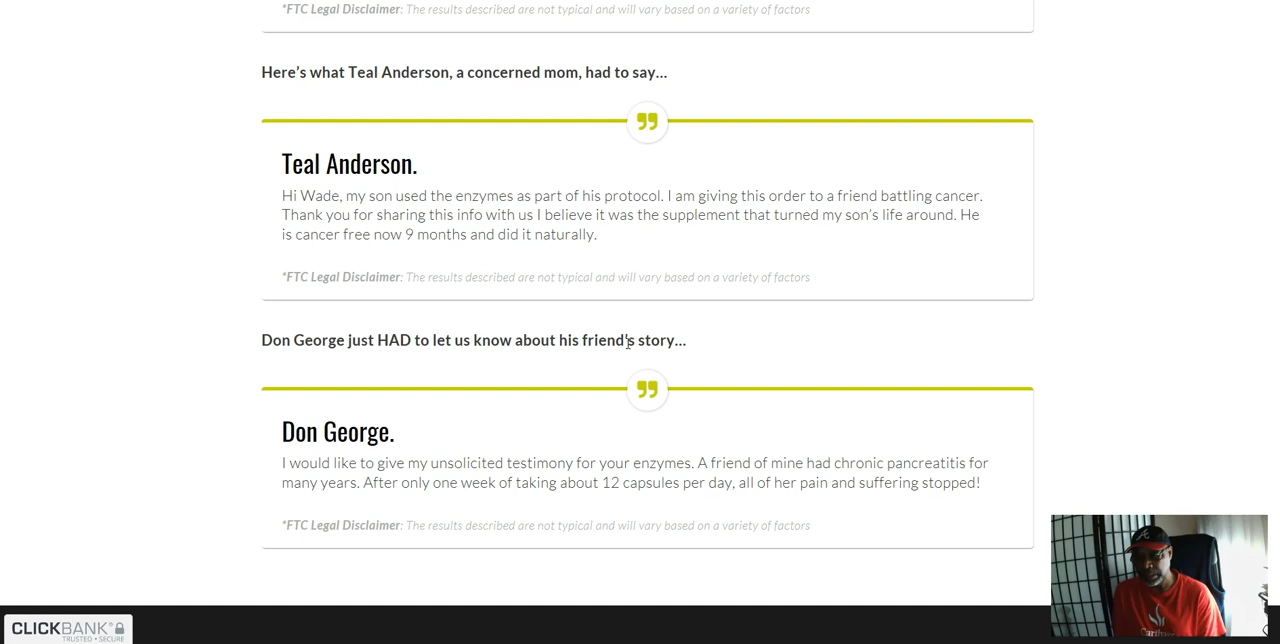 *FTC Legal Disclaimer: The results described are not typical and will vary based on a variety of factors
Here’s what Teal Anderson, a concerned mom, had to say…
Teal Anderson.
Hi Wade, my son used the enzymes as part of his protocol. I am giving this order to a friend battling cancer.
Thank you for sharing this info with us I believe it was the supplement that turned my son’s life around. He
is cancer free now 9 months and did it naturally.
*FTC Legal Disclaimer: The results described are not typical and will vary based on a variety of factors
Don George just HAD to let us know about his friend’s story…
Don George.
I would like to give my unsolicited testimony for your enzymes. A friend of mine had chronic pancreatitis for
many years. After only one week of taking about 12 capsules per day, all of her pain and suffering stopped!
*FTC Legal Disclaimer: The results described are not typical and will vary based on a variety of factors
CLICKBANK®
TRUSTED • SECURE